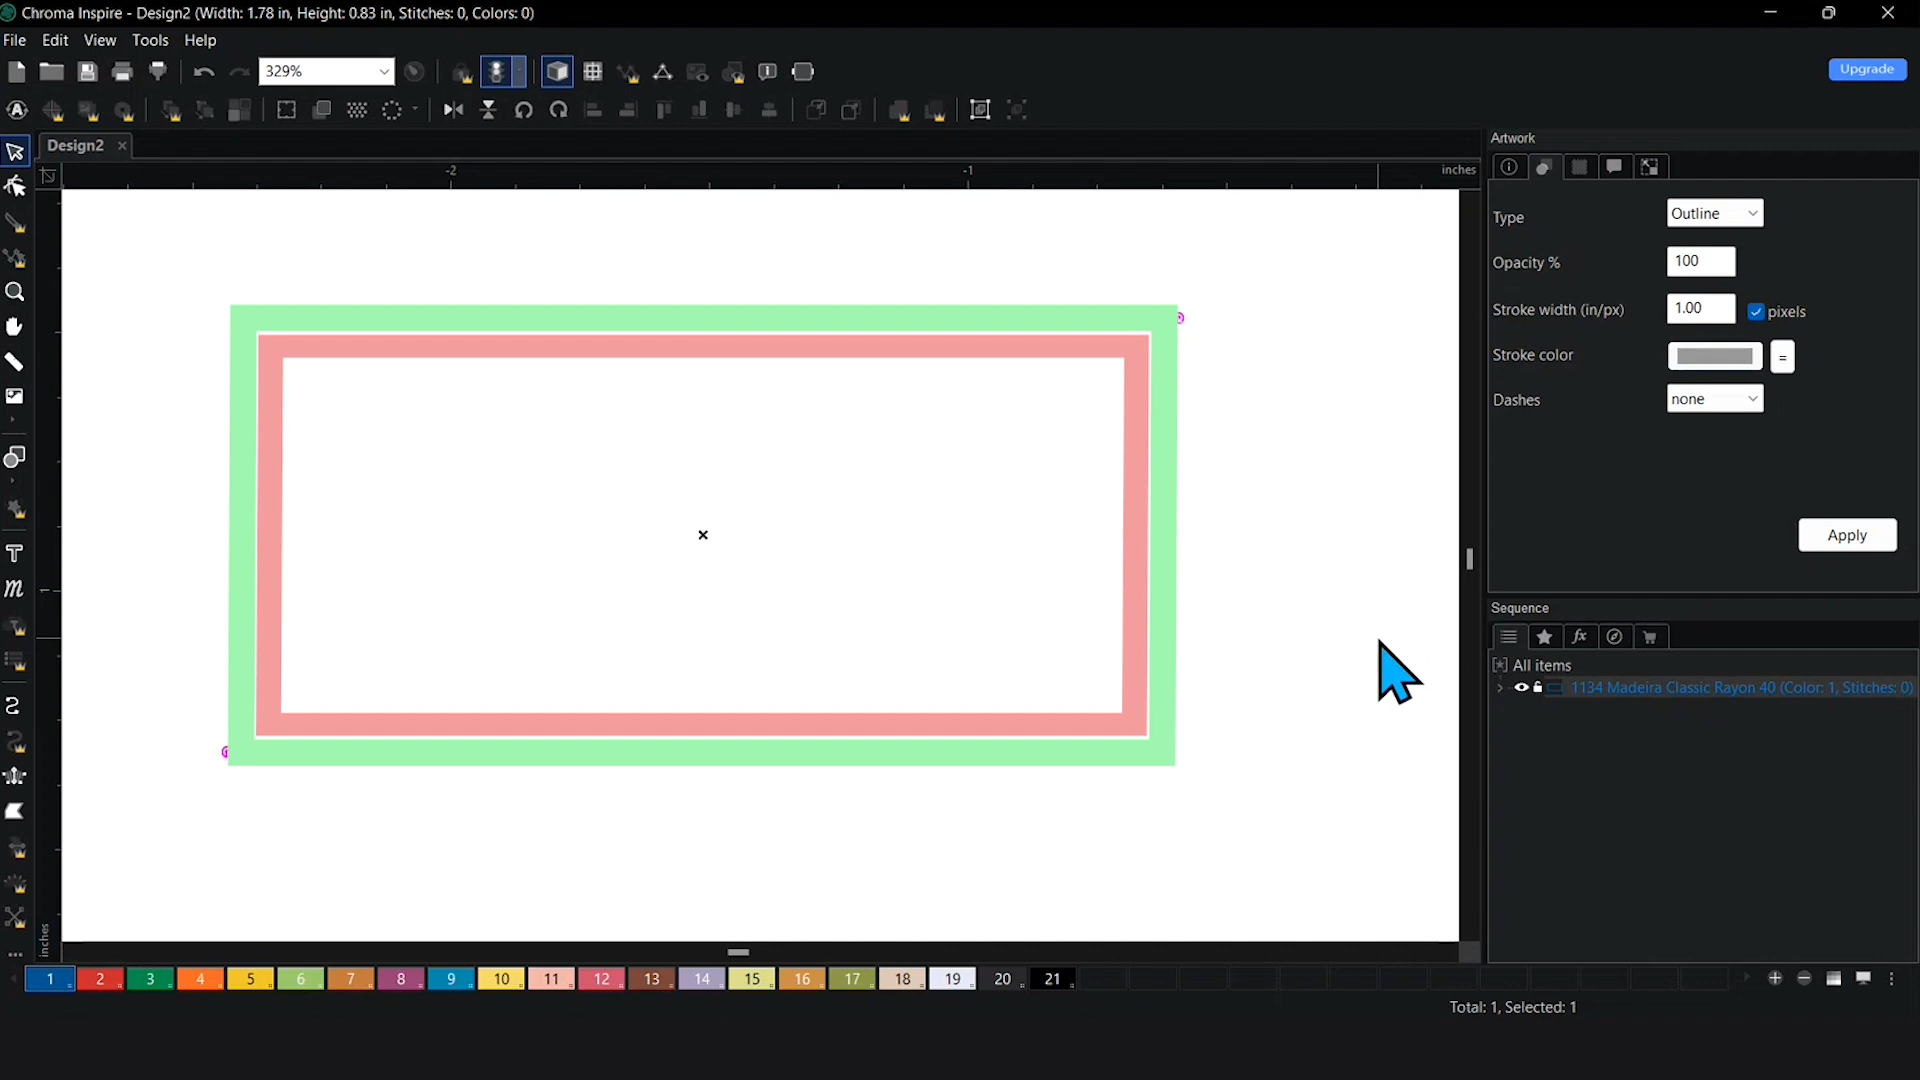 Chroma Inspire - Design2 (Width: 1.78 in, Height: 0.83 in, Stitches: 0, Colors: 0)
File Edit View Tools Help
329%
Upgrade
Design2
-2 -1 inches
1
inches
Artwork
Type Outline
Opacity % 100
Stroke width (in/px) 1.00 pixels
Stroke color =
Dashes none
Apply
Sequence
All items
1134 Madeira Classic Rayon 40 (Color: 1, Stitches: 0)
1 2 3 4 5 6 7 8 9 10 11 12 13 14 15 16 17 18 19 20 21
Total: 1, Selected: 1